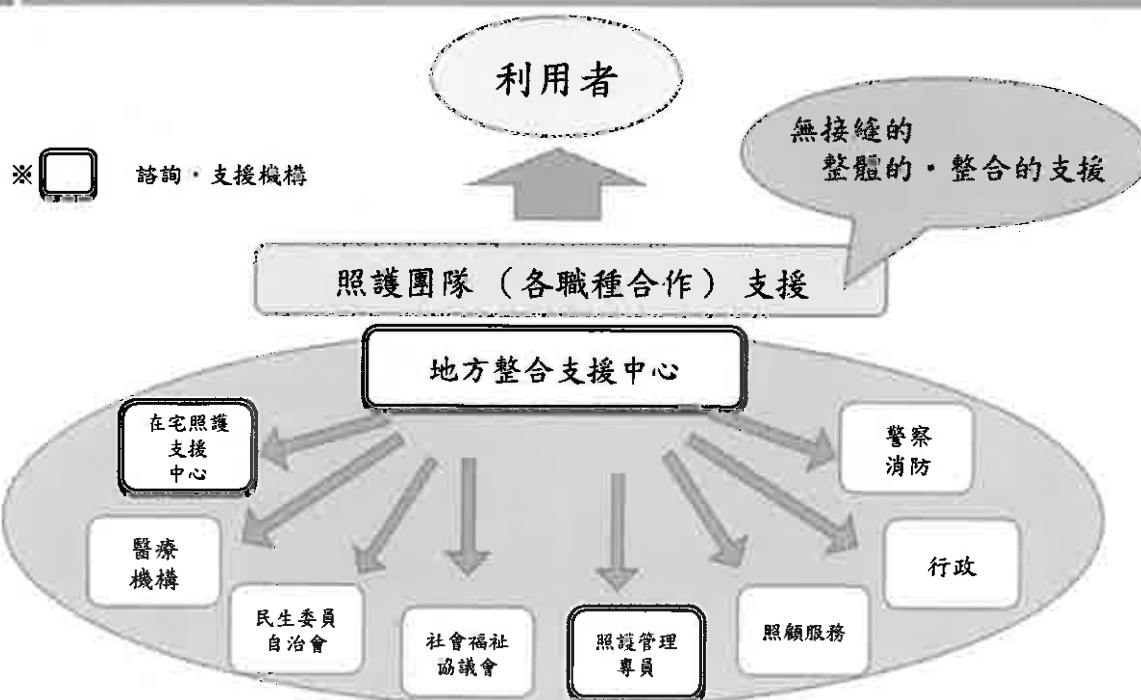 利用者
無接縫的
整體的・整合的支援
※ 諮詢・支援機構
照護團隊（各職種合作）支援
地方整合支援中心
在宅照護
支援
中心
警察
消防
醫療
機構
行政
民生委員
自治會
社會福祉
協議會
照護管理
專員
照顧服務